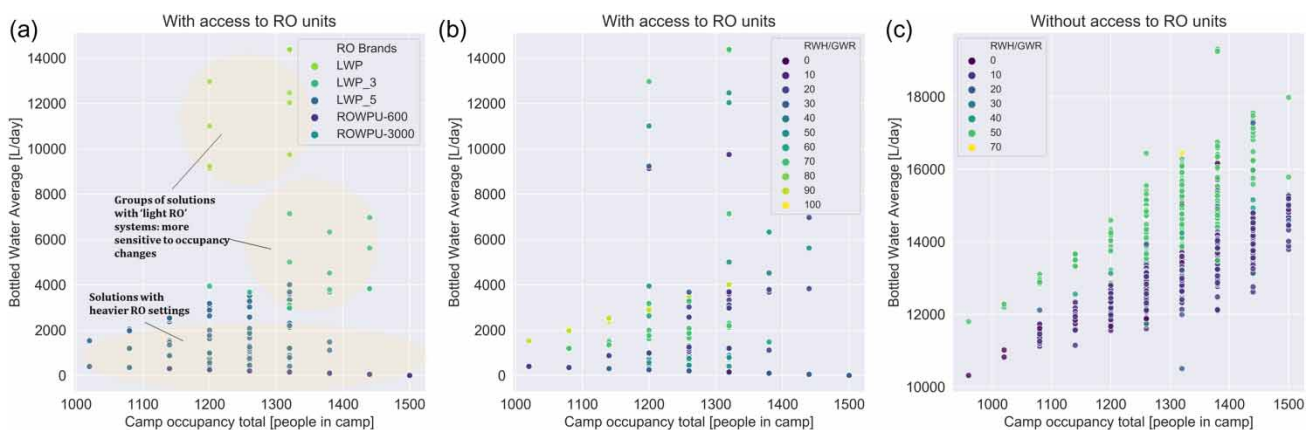 (a)
With access to RO units
Bottled Water Average [L/day]
14000
12000
10000
8000
6000
4000
2000
0
RO Brands
LWP
LWP_3
LWP_5
ROWPU-600
ROWPU-3000
Groups of solutions
with 'light RO'
systems: more
sensitive to occupancy
changes
Solutions with
heavier RO settings
1000 1100 1200 1300 1400 1500
Camp occupancy total [people in camp]
(b)
With access to RO units
Bottled Water Average [L/day]
14000
12000
10000
8000
6000
4000
2000
0
RWH/GWR
0
10
20
30
40
50
60
70
80
90
100
1000 1100 1200 1300 1400 1500
Camp occupancy total [people in camp]
(c)
Without access to RO units
Bottled Water Average [L/day]
18000
16000
14000
12000
10000
RWH/GWR
0
10
20
30
40
50
70
1000 1100 1200 1300 1400 1500
Camp occupancy total [people in camp]